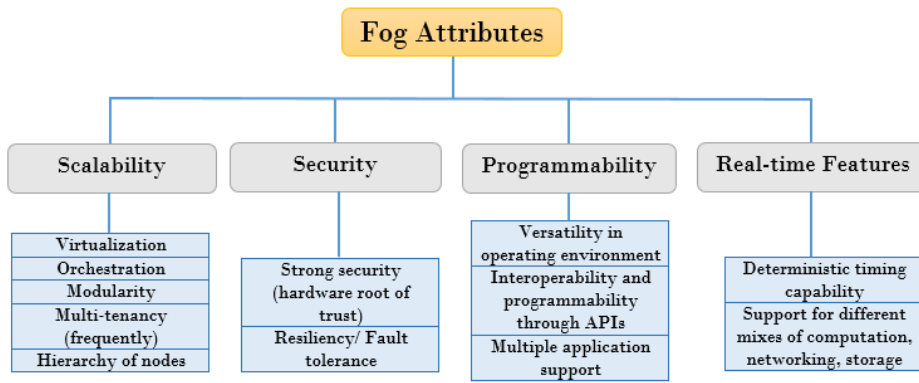 Fog Attributes
Scalability
Security
Programmability
Real-time Features
Virtualization
Orchestration
Modularity
Multi-tenancy
(frequently)
Hierarchy of nodes
Strong security
(hardware root of
trust)
Resiliency/ Fault
tolerance
Versatility in
operating environment
Interoperability and
programmability
through APIs
Multiple application
support
Deterministic timing
capability
Support for different
mixes of computation,
networking, storage